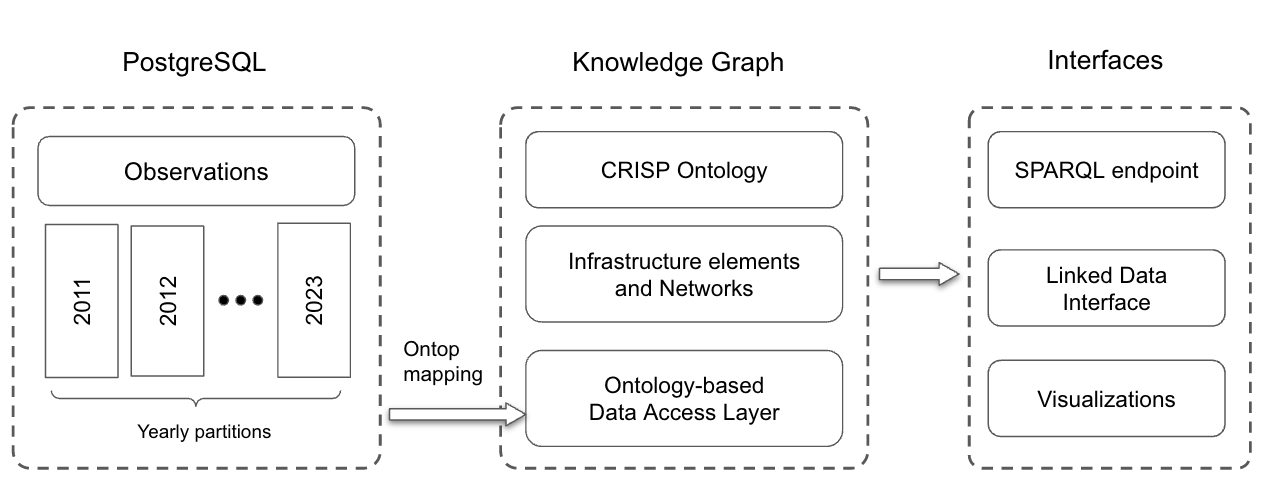 PostgreSQL
Observations
2011
2012
2023
Yearly partitions
Ontop
mapping
Knowledge Graph
CRISP Ontology
Infrastructure elements
and Networks
Ontology-based
Data Access Layer
Interfaces
SPARQL endpoint
Linked Data
Interface
Visualizations